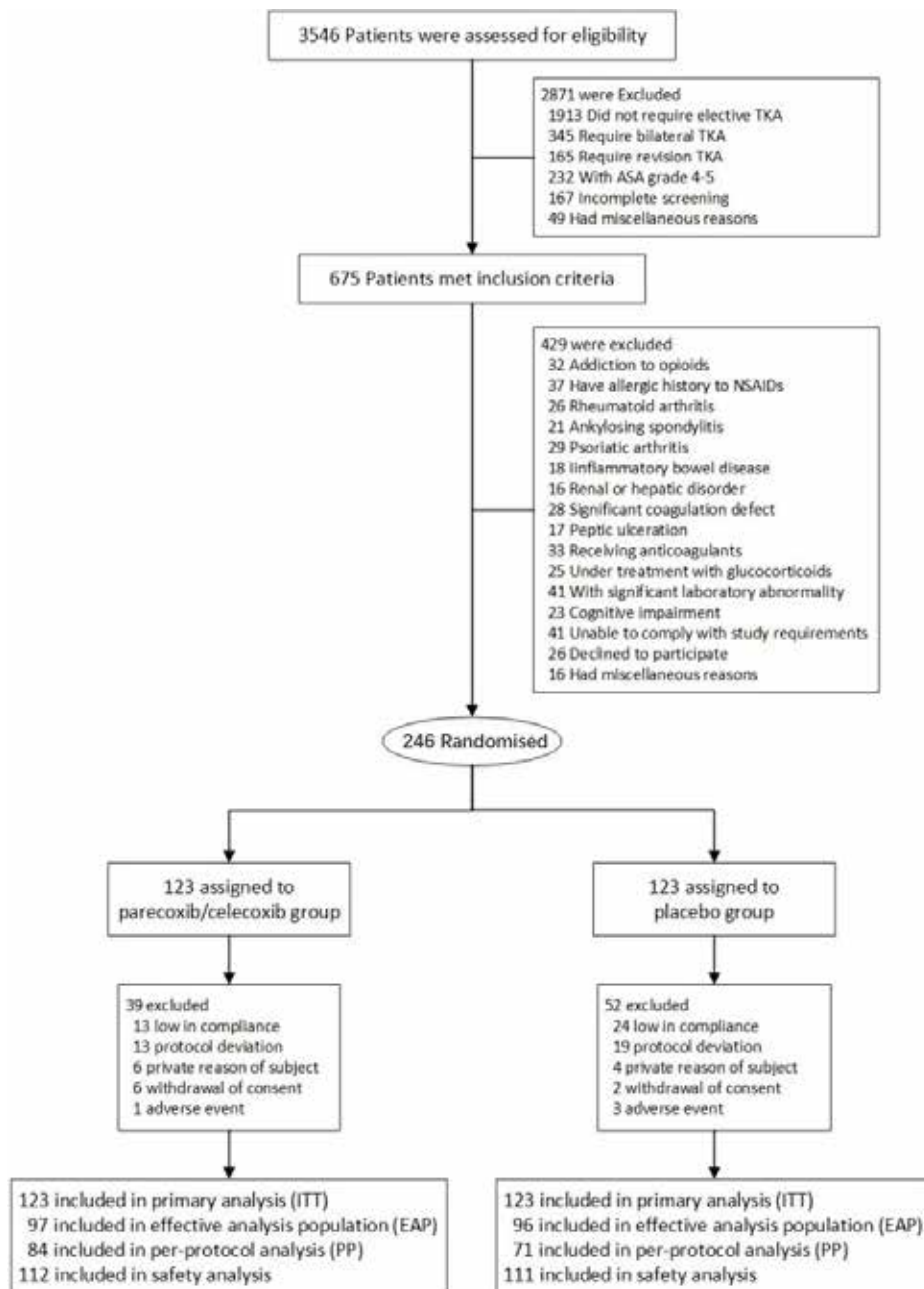 3546 Patients were assessed for eligibility
2871 were Excluded
1913 Did not require elective TKA
345 Require bilateral TKA
165 Require revision TKA
232 With ASA grade 4-5
167 Incomplete screening
49 Had miscellaneous reasons
675 Patients met inclusion criteria
429 were excluded
32 Addiction to opioids
37 Have allergic history to NSAIDs
26 Rheumatoid arthritis
21 Ankylosing spondylitis
29 Psoriatic arthritis
18 Iinflammatory bowel disease
16 Renal or hepatic disorder
28 Significant coagulation defect
17 Peptic ulceration
33 Receiving anticoagulants
25 Under treatment with glucocorticoids
41 With significant laboratory abnormality
23 Cognitive impairment
41 Unable to comply with study requirements
26 Declined to participate
16 Had miscellaneous reasons
246 Randomised
123 assigned to
parecoxib/celecoxib group
39 excluded
13 low in compliance
13 protocol deviation
6 private reason of subject
6 withdrawal of consent
1 adverse event
123 included in primary analysis (ITT)
97 included in effective analysis population (EAP)
84 included in per-protocol analysis (PP)
112 included in safety analysis
123 assigned to
placebo group
52 excluded
24 low in compliance
19 protocol deviation
4 private reason of subject
2 withdrawal of consent
3 adverse event
123 included in primary analysis (ITT)
96 included in effective analysis population (EAP)
71 included in per-protocol analysis (PP)
111 included in safety analysis